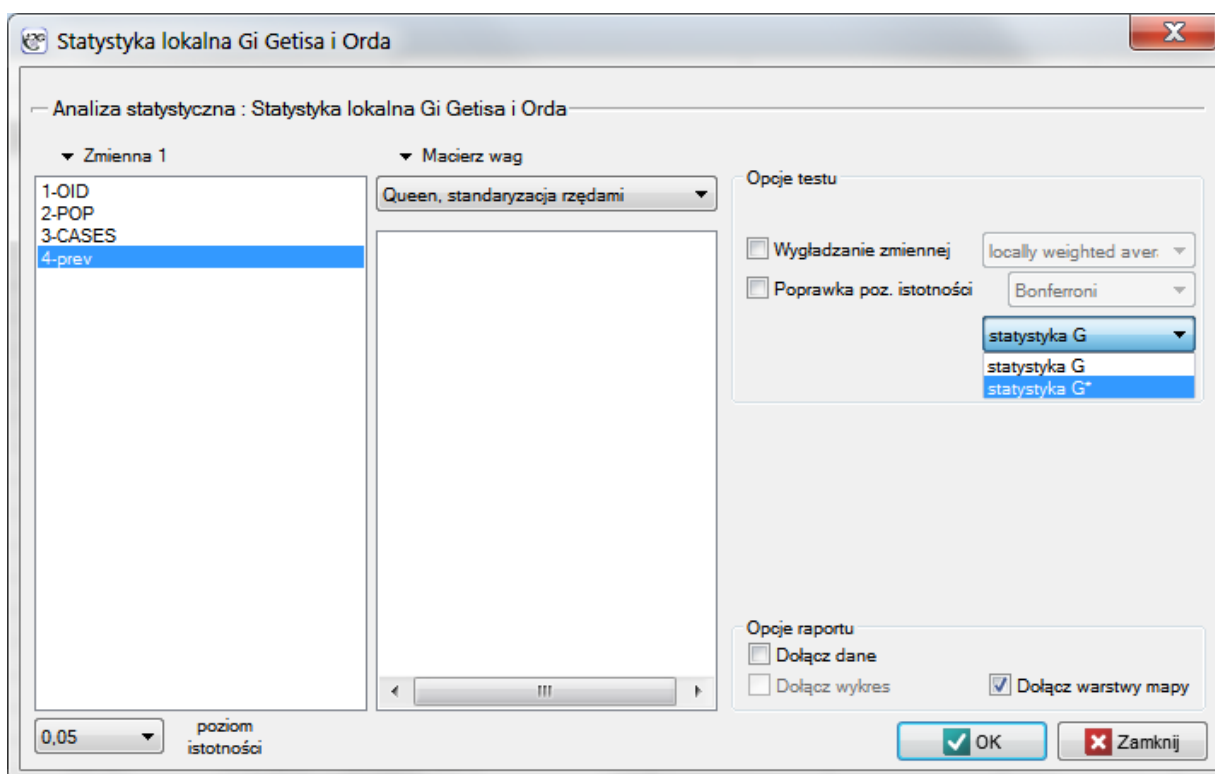 Statystyka lokalna Gi Getisa i Orda
Analiza statystyczna : Statystyka lokalna Gi Getisa i Orda
Zmienna 1
1-OID
2-POP
3-CASES
4-prev
0,05
poziom
istotności
Macierz wag
Queen, standaryzacja rzędami
Opcje testu
Wygładzanie zmiennej
locally weighted aver.
Poprawka poz. istotności
Bonferroni
statystyka G
statystyka G
statystyka G*
Opcje raportu
Dołącz dane
Dołącz wykres
Dołącz warstwy mapy
OK
Zamknij